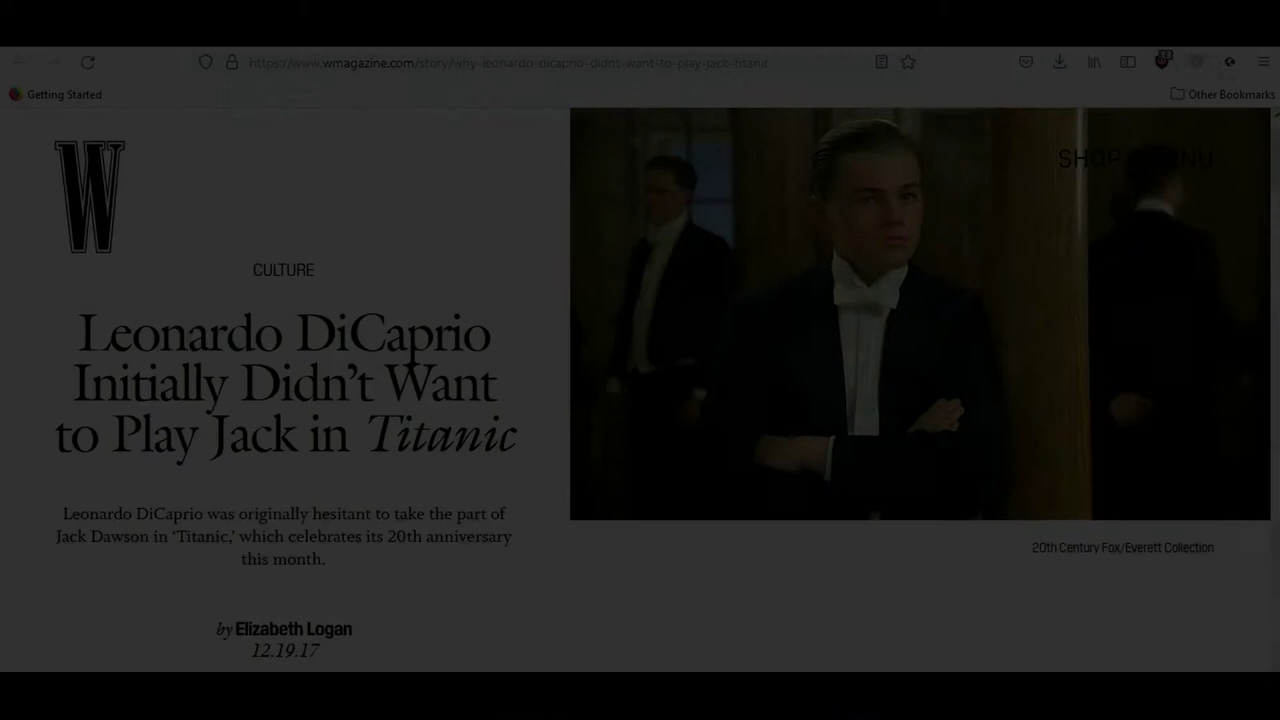 https://www.wmagazine.com/story/why-leonardo-dicaprio-didnt-want-to-play-jack-titanic
Getting Started
Other Bookmarks
W
SHOP MENU
CULTURE
Leonardo DiCaprio
Initially Didn’t Want
to Play Jack in Titanic
Leonardo DiCaprio was originally hesitant to take the part of
Jack Dawson in ‘Titanic,’ which celebrates its 20th anniversary
this month.
20th Century Fox/Everett Collection
by Elizabeth Logan
12.19.17